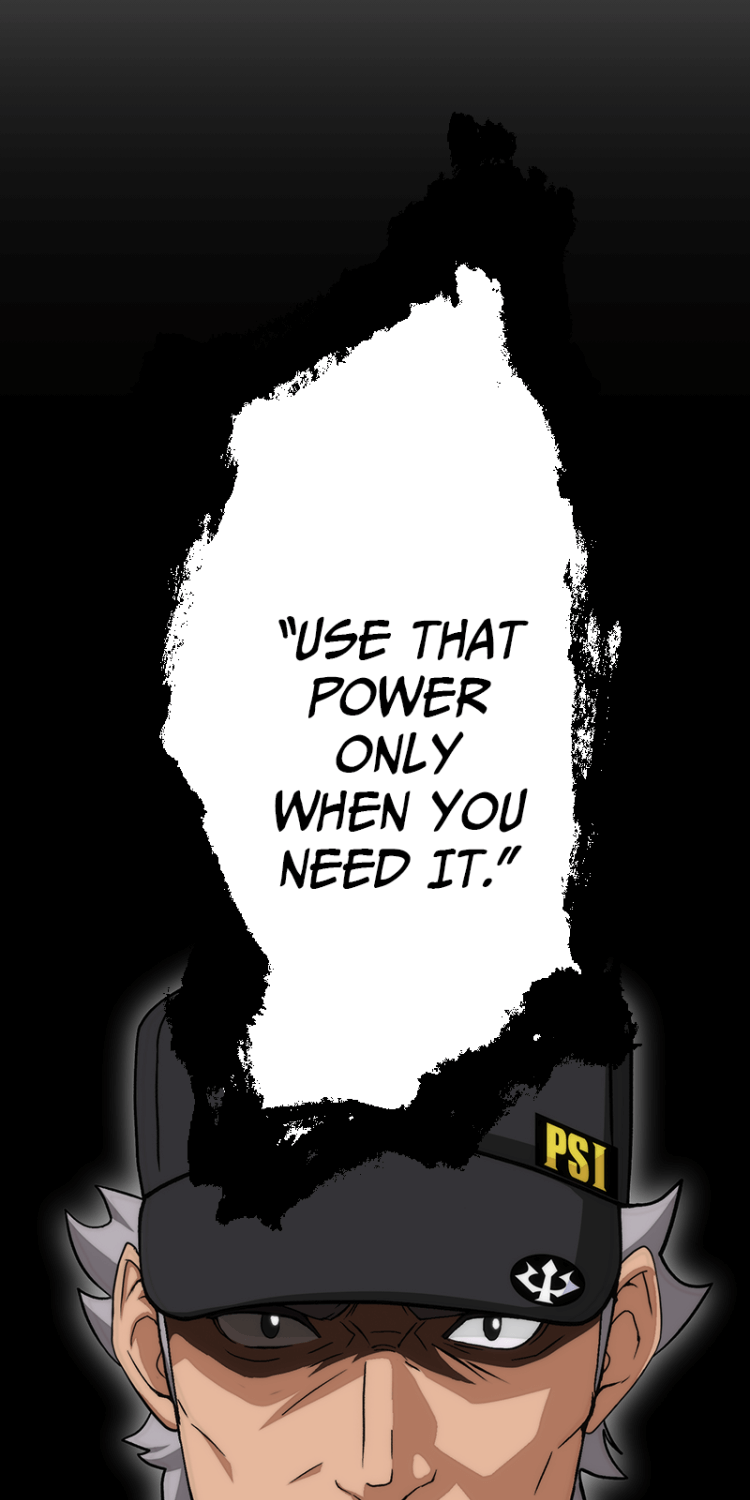 "USE THAT
POWER
ONLY
WHEN YOU
NEED IT."
PSI